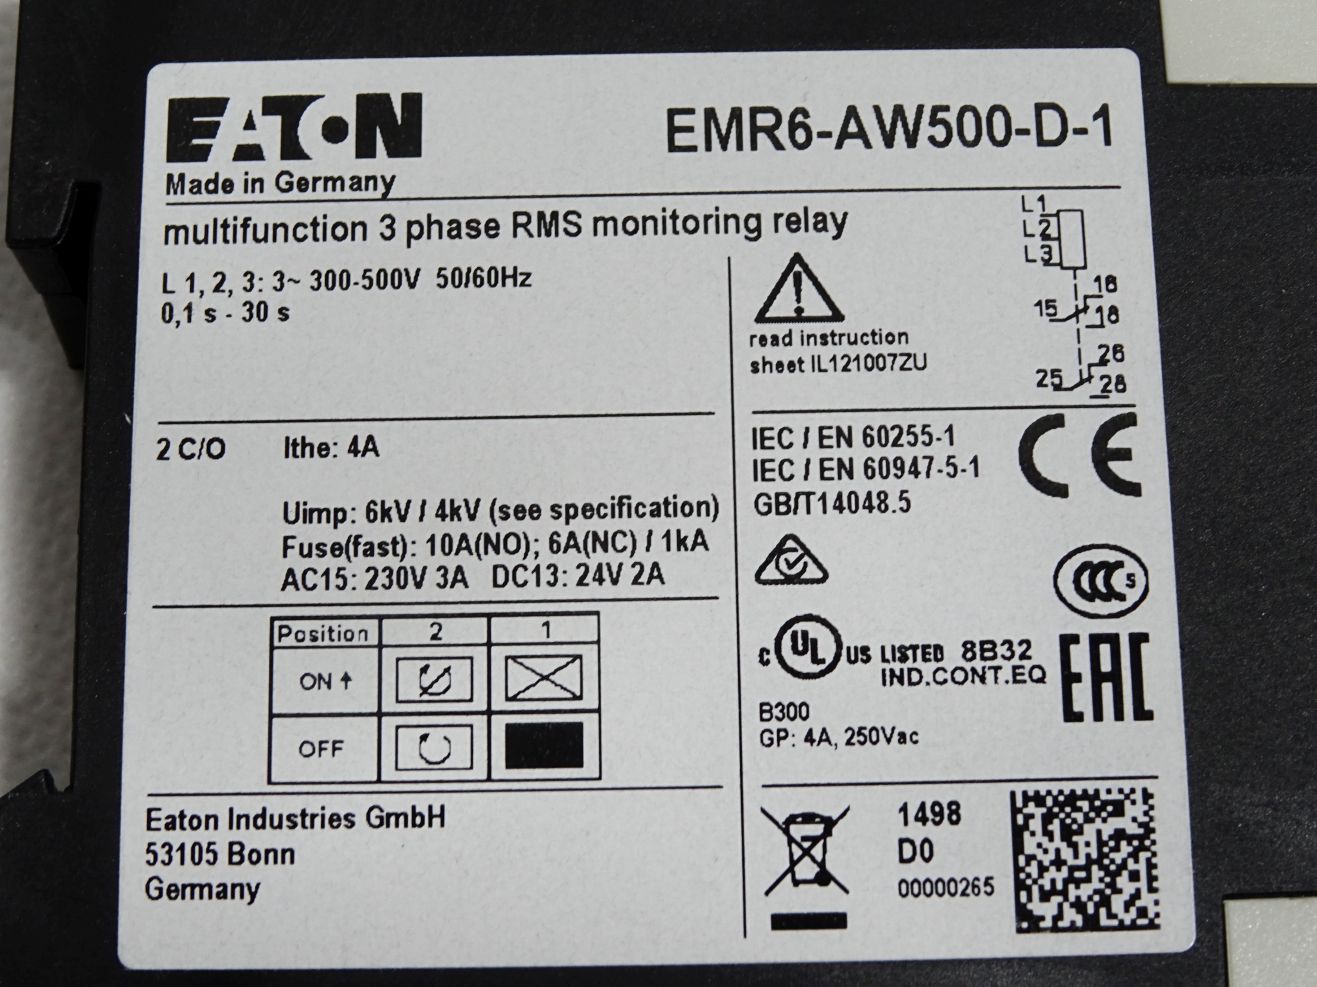 EATON
EMR6-AW500-D-1
Made in Germany
multifunction 3 phase RMS monitoring relay
L 1, 2, 3: 3~ 300-500V 50/60Hz
0,1 s - 30 s
read instruction
sheet IL121007ZU
L1
L2
L3
15
16
18
25
26
28
2 C/O Ithe: 4A
Uimp: 6kV / 4kV (see specification)
Fuse(fast): 10A(NO); 6A(NC) / 1kA
AC15: 230V 3A DC13: 24V 2A
IEC / EN 60255-1
IEC / EN 60947-5-1
GB/T14048.5
CE
CCC S
C UL US LISTED 8B32
IND.CONT.EQ
EAC
B300
GP: 4A, 250Vac
Position 2 1
ON ↑
OFF
Eaton Industries GmbH
53105 Bonn
Germany
1498
D0
00000265